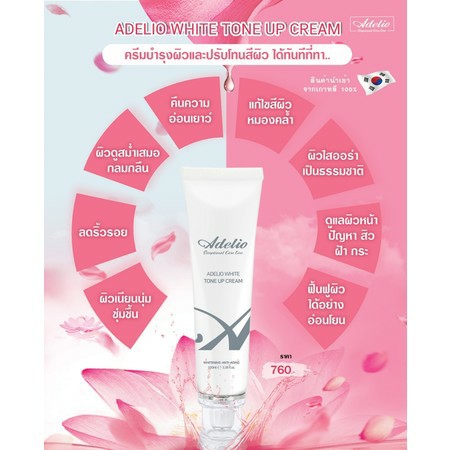 ADELIO WHITE TONE UP CREAM
Adelio
ครีมบำรุงผิวและปรับโทนสีผิว ได้ทันทีที่ทา..
สินค้านำเข้า
จากเกาหลี 100%
คืนความ
อ่อนเยาว์
แก้ไขสีผิว
หมองคล้ำ
ผิวดูสม่ำเสมอ
กลมกลืน
ผิวใสออร่า
เป็นธรรมชาติ
ลดริ้วรอย
ดูแลผิวหน้า
ปัญหา สิว
ฝ้า กระ
ผิวเนียนนุ่ม
ชุ่มชื้น
ฟื้นฟูผิว
ได้อย่าง
อ่อนโยน
Adelio
ADELIO WHITE
TONE UP CREAM
ราคา
760.-